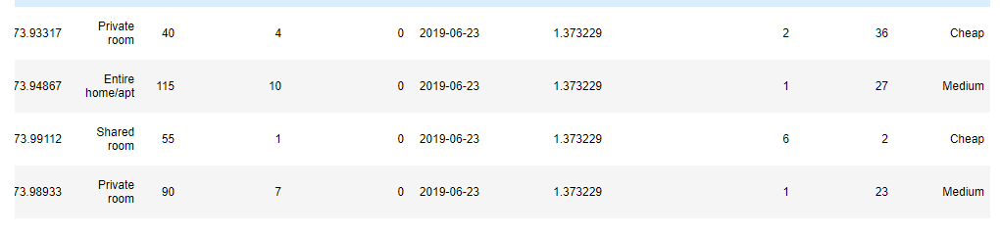 73.93317 Private room 40 4 0 2019-06-23 1.373229 2 36 Cheap
73.94867 Entire home/apt 115 10 0 2019-06-23 1.373229 1 27 Medium
73.99112 Shared room 55 1 0 2019-06-23 1.373229 6 2 Cheap
73.98933 Private room 90 7 0 2019-06-23 1.373229 1 23 Medium